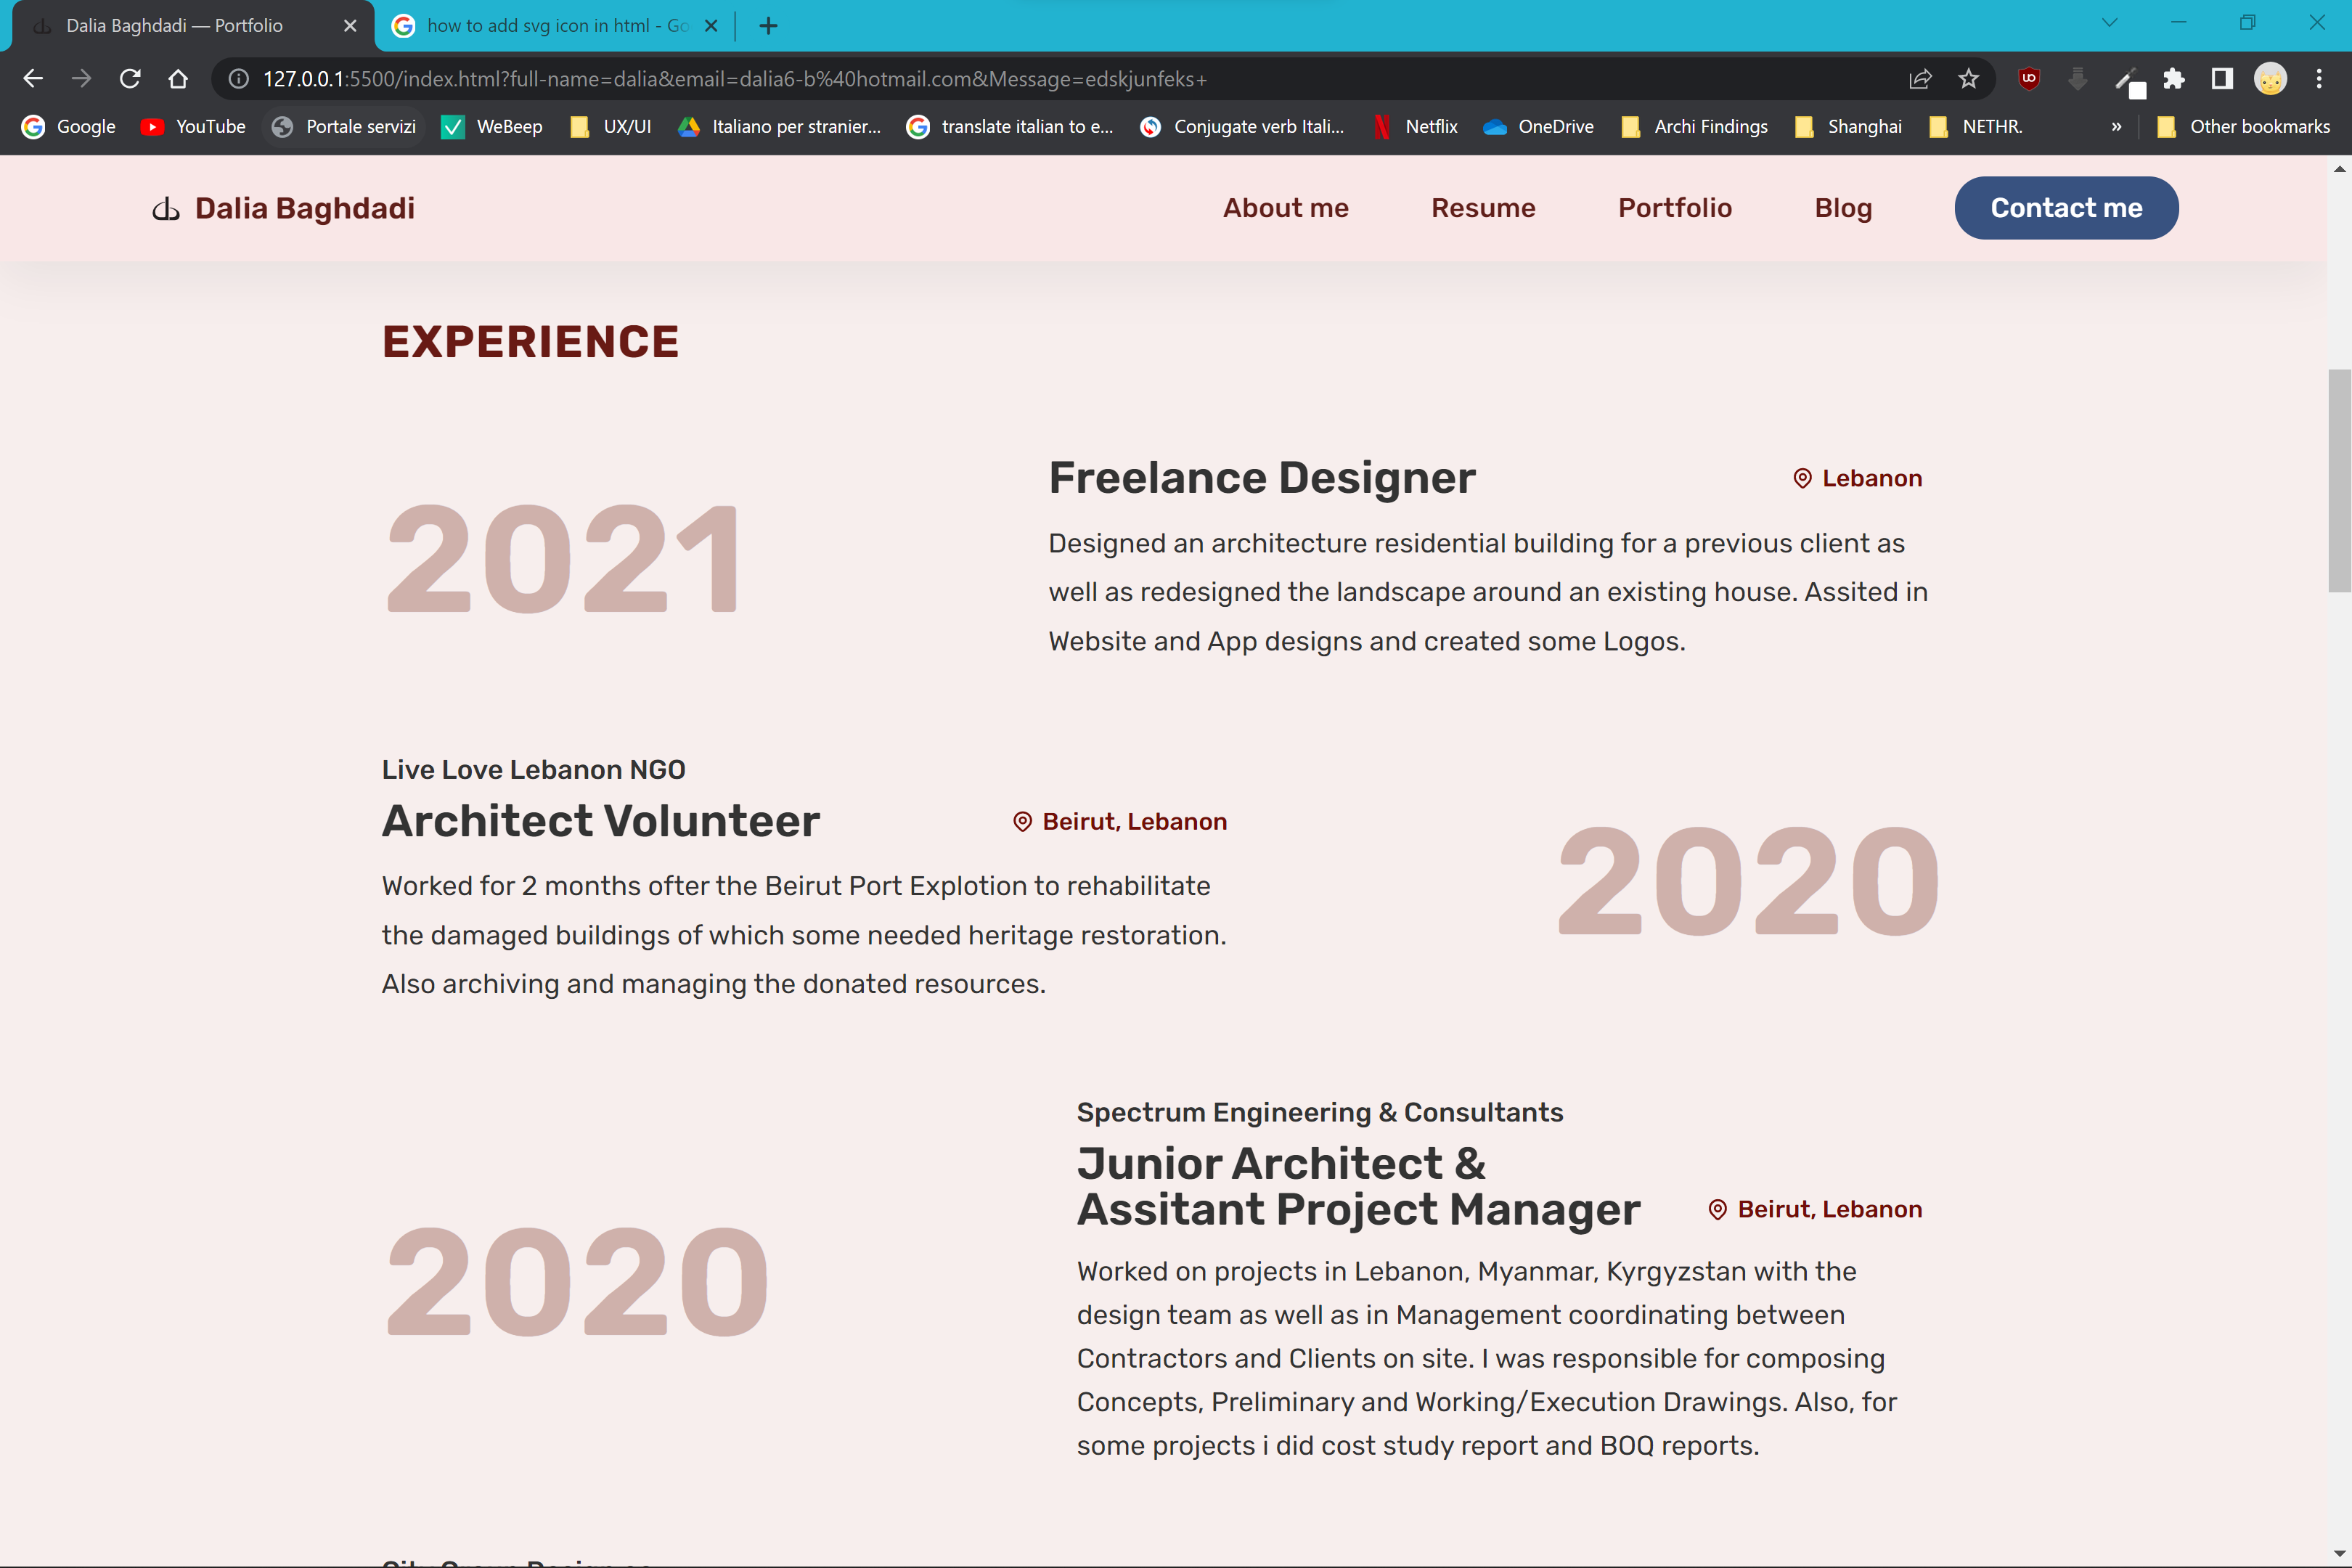 Dalia Baghdadi — Portfolio
how to add svg icon in html - Go
127.0.0.1:5500/index.html?full-name=dalia&email=dalia6-b%40hotmail.com&Message=edskjunfeks+
Google YouTube Portale servizi WeBeep UX/UI Italiano per stranier... translate italian to e... Conjugate verb Itali... Netflix OneDrive Archi Findings Shanghai NETHR. » Other bookmarks
Dalia Baghdadi About me Resume Portfolio Blog Contact me
EXPERIENCE
2021
Freelance Designer
Lebanon
Designed an architecture residential building for a previous client as
well as redesigned the landscape around an existing house. Assited in
Website and App designs and created some Logos.
Live Love Lebanon NGO
Architect Volunteer
Beirut, Lebanon
Worked for 2 months ofter the Beirut Port Explotion to rehabilitate
the damaged buildings of which some needed heritage restoration.
Also archiving and managing the donated resources.
2020
2020
Spectrum Engineering & Consultants
Junior Architect &
Assitant Project Manager
Beirut, Lebanon
Worked on projects in Lebanon, Myanmar, Kyrgyzstan with the
design team as well as in Management coordinating between
Contractors and Clients on site. I was responsible for composing
Concepts, Preliminary and Working/Execution Drawings. Also, for
some projects i did cost study report and BOQ reports.